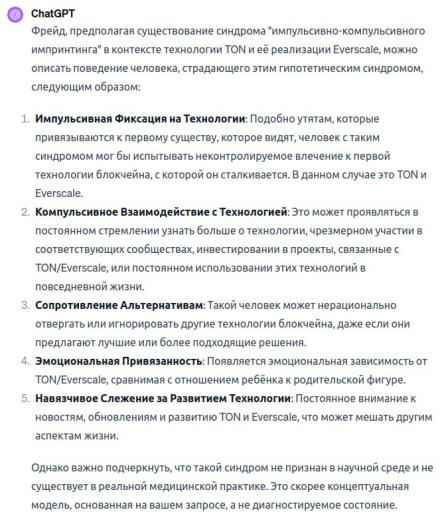 ChatGPT
Фрейд, предполагая существование синдрома "импульсивно-компульсивного
импринтинга" в контексте технологии TON и её реализации Everscale, можно
описать поведение человека, страдающего этим гипотетическим синдромом,
следующим образом:
1. Импульсивная Фиксация на Технологии: Подобно утятам, которые
привязываются к первому существу, которое видят, человек с таким
синдромом мог бы испытывать неконтролируемое влечение к первой
технологии блокчейна, с которой он сталкивается. В данном случае это TON и
Everscale.
2. Компульсивное Взаимодействие с Технологией: Это может проявляться в
постоянном стремлении узнать больше о технологии, чрезмерном участии в
соответствующих сообществах, инвестировании в проекты, связанные с
TON/Everscale, или постоянном использовании этих технологий в
повседневной жизни.
3. Сопротивление Альтернативам: Такой человек может нерационально
отвергать или игнорировать другие технологии блокчейна, даже если они
предлагают лучшие или более подходящие решения.
4. Эмоциональная Привязанность: Появляется эмоциональная зависимость от
TON/Everscale, сравнимая с отношением ребёнка к родительской фигуре.
5. Навязчивое Слежение за Развитием Технологии: Постоянное внимание к
новостям, обновлениям и развитию TON и Everscale, что может мешать другим
аспектам жизни.
Однако важно подчеркнуть, что такой синдром не признан в научной среде и не
существует в реальной медицинской практике. Это скорее концептуальная
модель, основанная на вашем запросе, а не диагностируемое состояние.